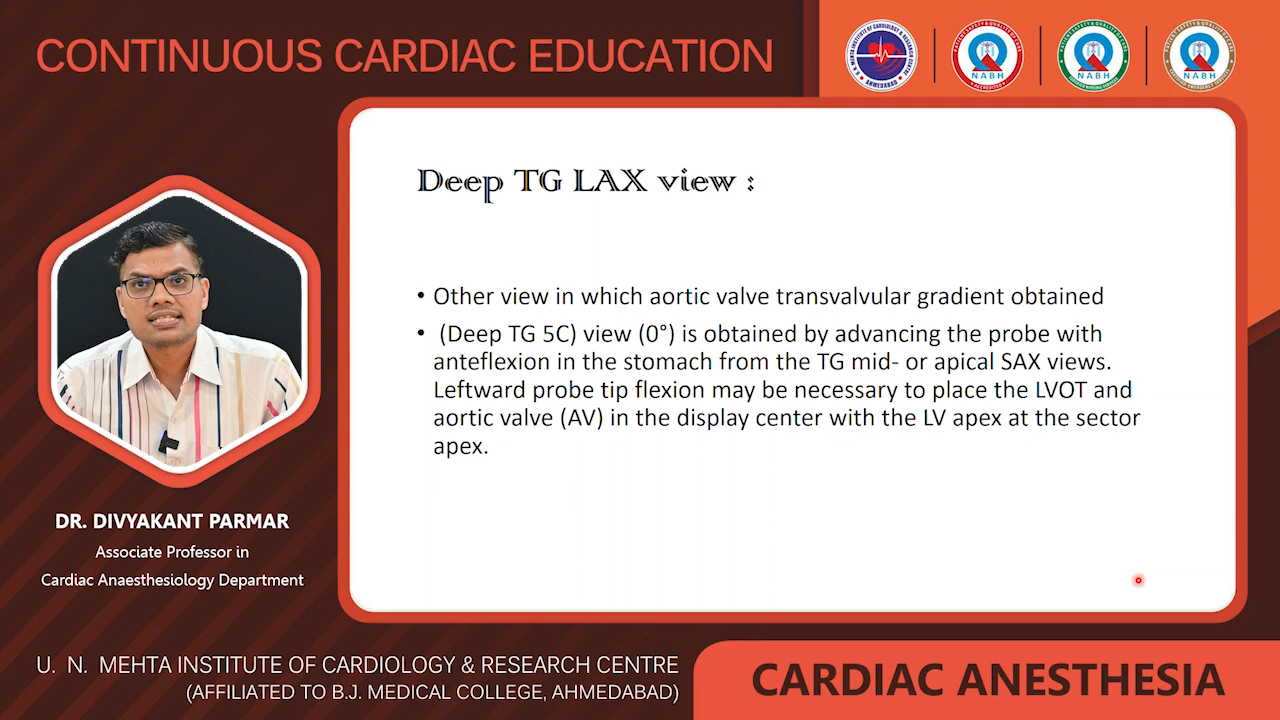 CONTINUOUS CARDIAC EDUCATION
NABH
NABH
NABH
Deep TG LAX view :
• Other view in which aortic valve transvalvular gradient obtained
• (Deep TG 5C) view (0°) is obtained by advancing the probe with
anteflexion in the stomach from the TG mid- or apical SAX views.
Leftward probe tip flexion may be necessary to place the LVOT and
aortic valve (AV) in the display center with the LV apex at the sector
apex.
DR. DIVYAKANT PARMAR
Associate Professor in
Cardiac Anaesthesiology Department
U. N. MEHTA INSTITUTE OF CARDIOLOGY & RESEARCH CENTRE
(AFFILIATED TO B.J. MEDICAL COLLEGE, AHMEDABAD)
CARDIAC ANESTHESIA